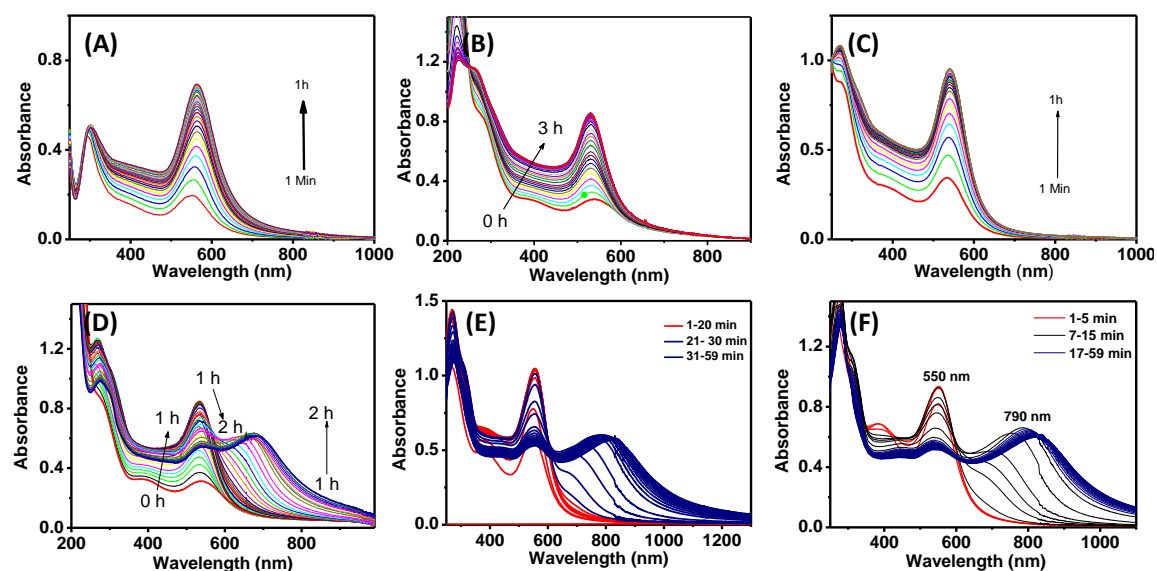 (A)
0.8
0.4
0.0
Absorbance
1h
1 Min
400 600 800 1000
Wavelength (nm)
(B)
1.2
0.8
0.4
0.0
Absorbance
3 h
0 h
200 400 600 800
Wavelength (nm)
(C)
1.0
0.5
0.0
Absorbance
1h
1 Min
400 600 800 1000
Wavelength (nm)
(D)
1.2
0.8
0.4
0.0
Absorbance
1 h
0 h
1 h
2 h
2 h
1 h
200 400 600 800
Wavelength (nm)
(E)
1.5
1.0
0.5
0.0
Absorbance
1-20 min
21- 30 min
31-59 min
400 600 800 1000 1200
Wavelength (nm)
(F)
1.0
0.5
0.0
Absorbance
1-5 min
7-15 min
17-59 min
550 nm
790 nm
400 600 800 1000
Wavelength (nm)